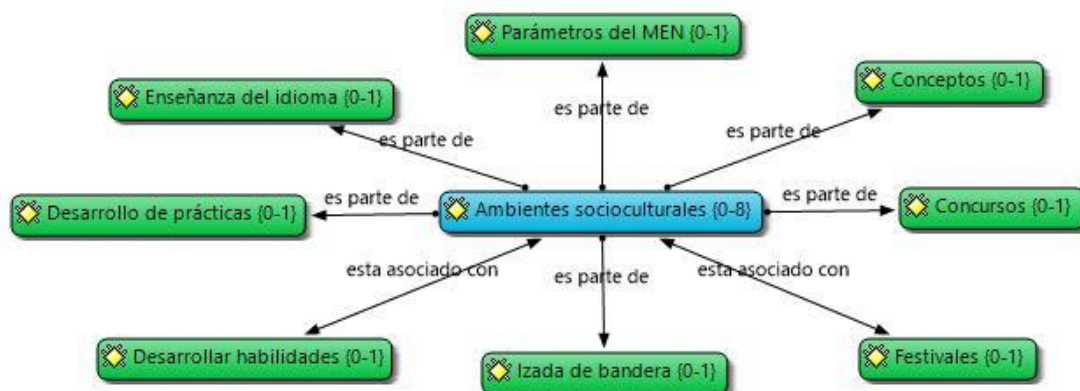 Parámetros del MEN {0-1}
Enseñanza del idioma {0-1}
Conceptos {0-1}
es parte de
es parte de
es parte de
Desarrollo de prácticas {0-1}
es parte de
Ambientes socioculturales {0-8}
es parte de
Concursos {0-1}
esta asociado con
es parte de
esta asociado con
Desarrollar habilidades {0-1}
Izada de bandera {0-1}
Festivales {0-1}